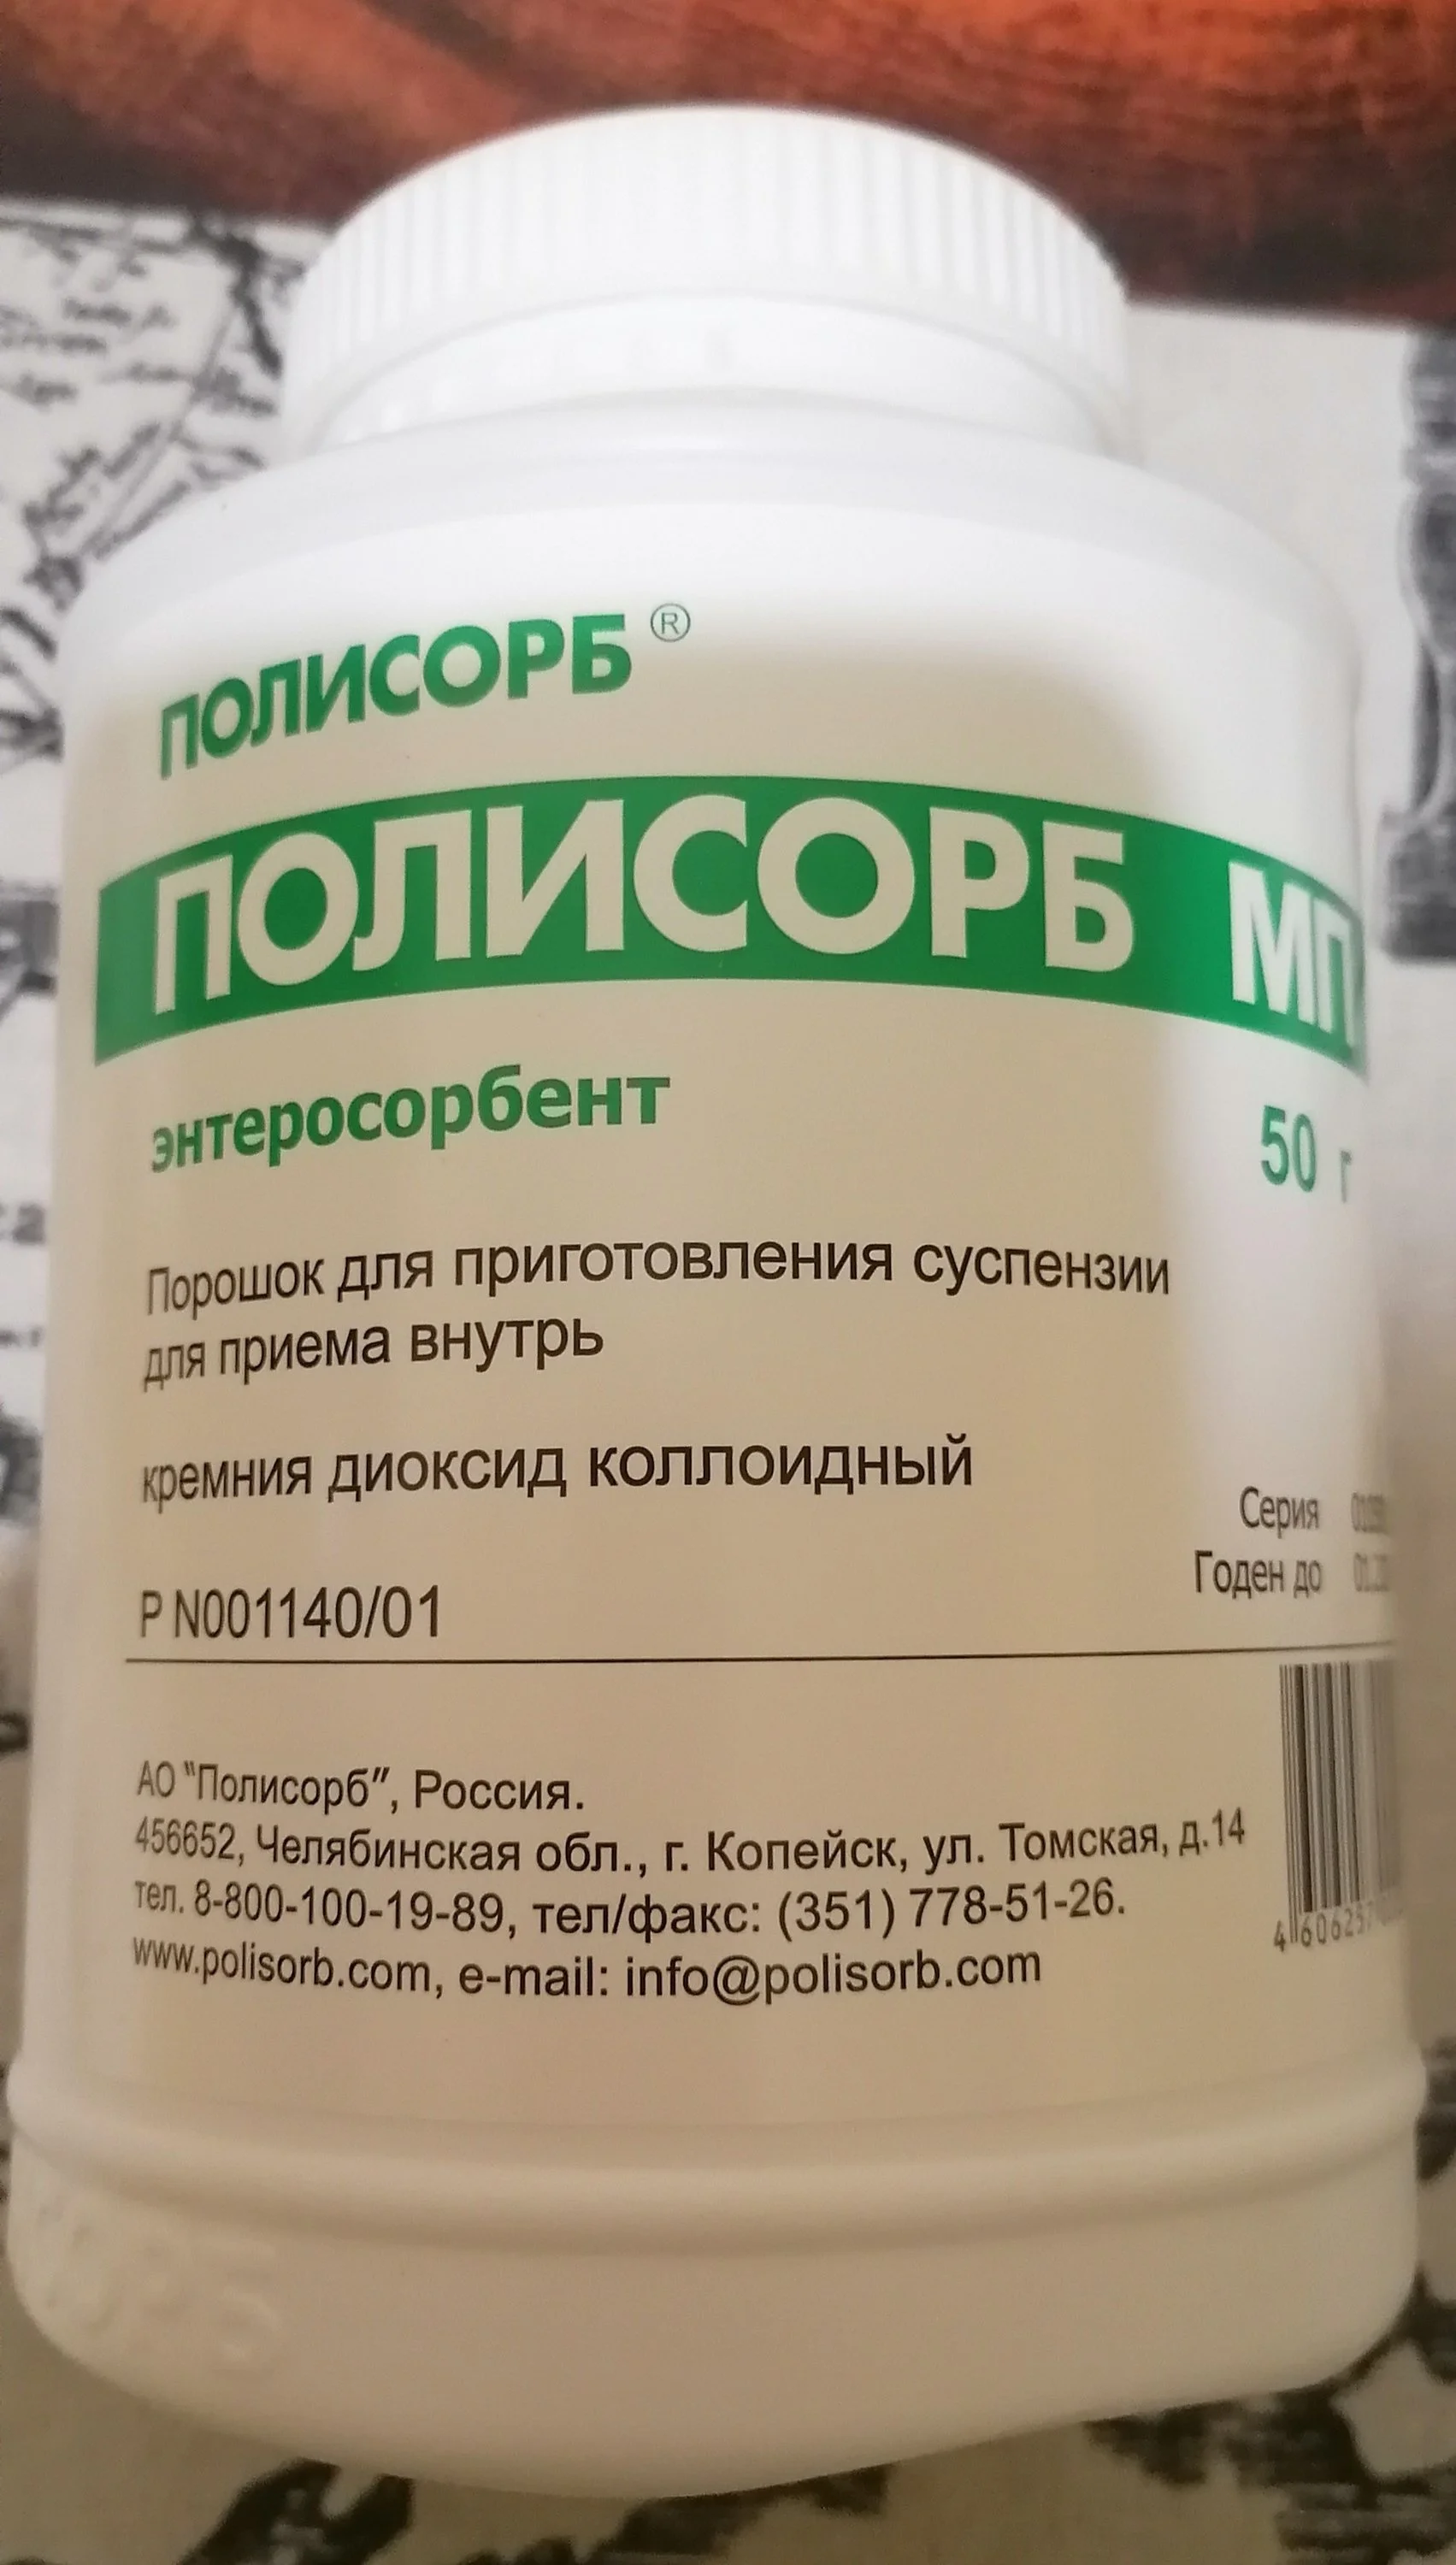 ПОЛИСОРБ ®
ПОЛИСОРБ МП
энтеросорбент
50 г
Порошок для приготовления суспензии
для приема внутрь
кремния диоксид коллоидный
Серия
Годен до
P N001140/01
АО "Полисорб", Россия.
456652, Челябинская обл., г. Копейск, ул. Томская, д.14
тел. 8-800-100-19-89, тел/факс: (351) 778-51-26.
www.polisorb.com, e-mail: info@polisorb.com